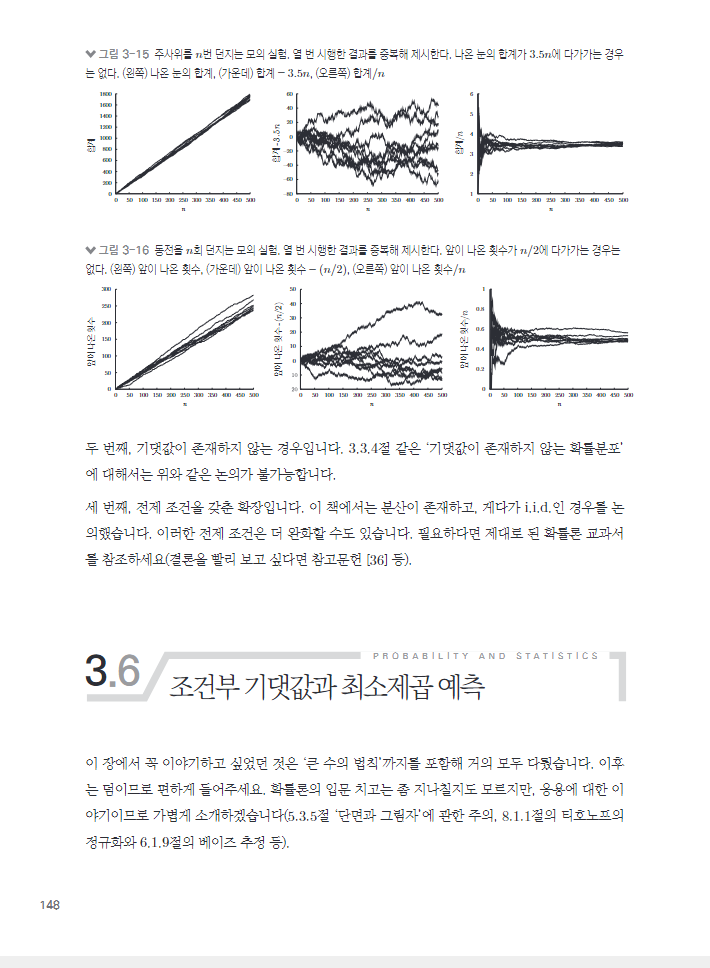 그림 3-15 주사위를 n번 던지는 모의 실험. 열 번 시행한 결과를 중복해 제시한다. 나온 눈의 합계가 3.5n에 다가가는 경우
는 없다. (왼쪽) 나온 눈의 합계, (가운데) 합계 - 3.5n, (오른쪽) 합계/n
합계
1800
1600
1400
1200
1000
800
600
400
200
0
0 50 100 150 200 250 300 350 400 450 500
n
합계-3.5n
60
40
20
0
-20
-40
-60
-80
0 50 100 150 200 250 300 350 400 450 500
n
합계/n
6
5
4
3
2
1
0 50 100 150 200 250 300 350 400 450 500
n
그림 3-16 동전을 n회 던지는 모의 실험. 열 번 시행한 결과를 중복해 제시한다. 앞이 나온 횟수가 n/2에 다가가는 경우는
없다. (왼쪽) 앞이 나온 횟수, (가운데) 앞이 나온 횟수 - (n/2), (오른쪽) 앞이 나온 횟수/n
앞이 나온 횟수
300
250
200
150
100
50
0
0 50 100 150 200 250 300 350 400 450 500
n
앞이 나온 횟수-(n/2)
50
40
30
20
10
0
10
20
0 50 100 150 200 250 300 350 400 450 500
n
앞이 나온 횟수/n
1
0.8
0.6
0.4
0.2
0
0 50 100 150 200 250 300 350 400 450 500
n
두 번째, 기댓값이 존재하지 않는 경우입니다. 3.3.4절 같은 ‘기댓값이 존재하지 않는 확률분포’
에 대해서는 위와 같은 논의가 불가능합니다.
세 번째, 전제 조건을 갖춘 확장입니다. 이 책에서는 분산이 존재하고, 게다가 i.i.d.인 경우를 논
의했습니다. 이러한 전제 조건은 더 완화할 수도 있습니다. 필요하다면 제대로 된 확률론 교과서
를 참조하세요(결론을 빨리 보고 싶다면 참고문헌 [36] 등).
PROBABILITY AND STATISTICS
3.6 조건부 기댓값과 최소제곱 예측
이 장에서 꼭 이야기하고 싶었던 것은 ‘큰 수의 법칙’까지를 포함해 거의 모두 다뤘습니다. 이후
는 덤이므로 편하게 들어주세요. 확률론의 입문 치고는 좀 지나칠지도 모르지만, 응용에 대한 이
야기이므로 가볍게 소개하겠습니다(5.3.5절 ‘단면과 그림자’에 관한 주의, 8.1.1절의 티호노프의
정규화와 6.1.9절의 베이즈 추정 등).
148